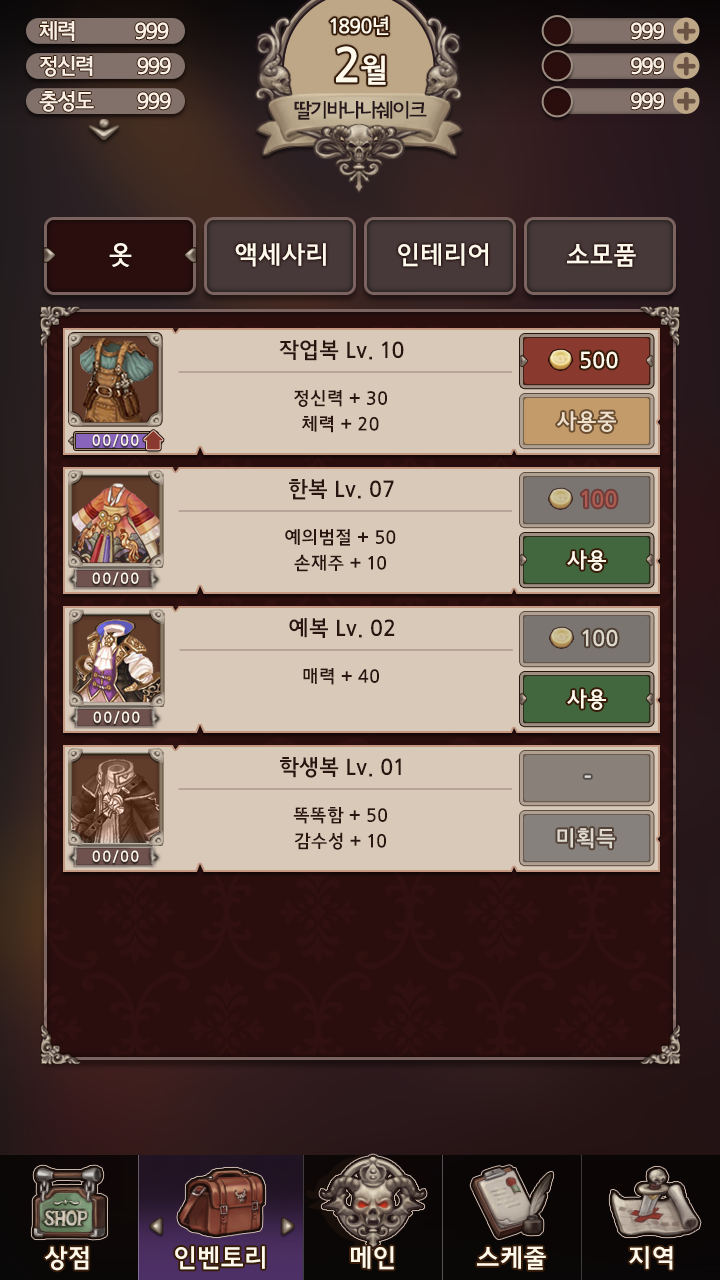 체력 999
정신력 999
충성도 999
1890년
2월
딸기바나나쉐이크
999
999
999
옷
액세사리
인테리어
소모품
작업복 Lv. 10
정신력 + 30
체력 + 20
00/00
500
사용중
한복 Lv. 07
예의범절 + 50
손재주 + 10
00/00
100
사용
예복 Lv. 02
매력 + 40
00/00
100
사용
학생복 Lv. 01
똑똑함 + 50
감수성 + 10
00/00
-
미획득
SHOP
상점
인벤토리
메인
스케줄
지역